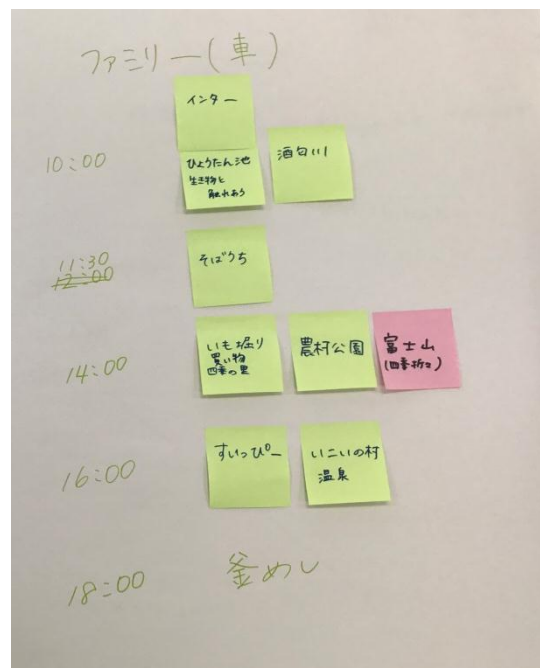 ファミリー(車)
インター
10:00
ひょうたん池
生き物と
触れあう
酒匂川
11:30
12:00
そばうち
14:00
いも堀り
買い物
四季の里
農村公園
富士山
(四季折々)
16:00
すいっぴー
いこいの村
温泉
18:00
釜めし